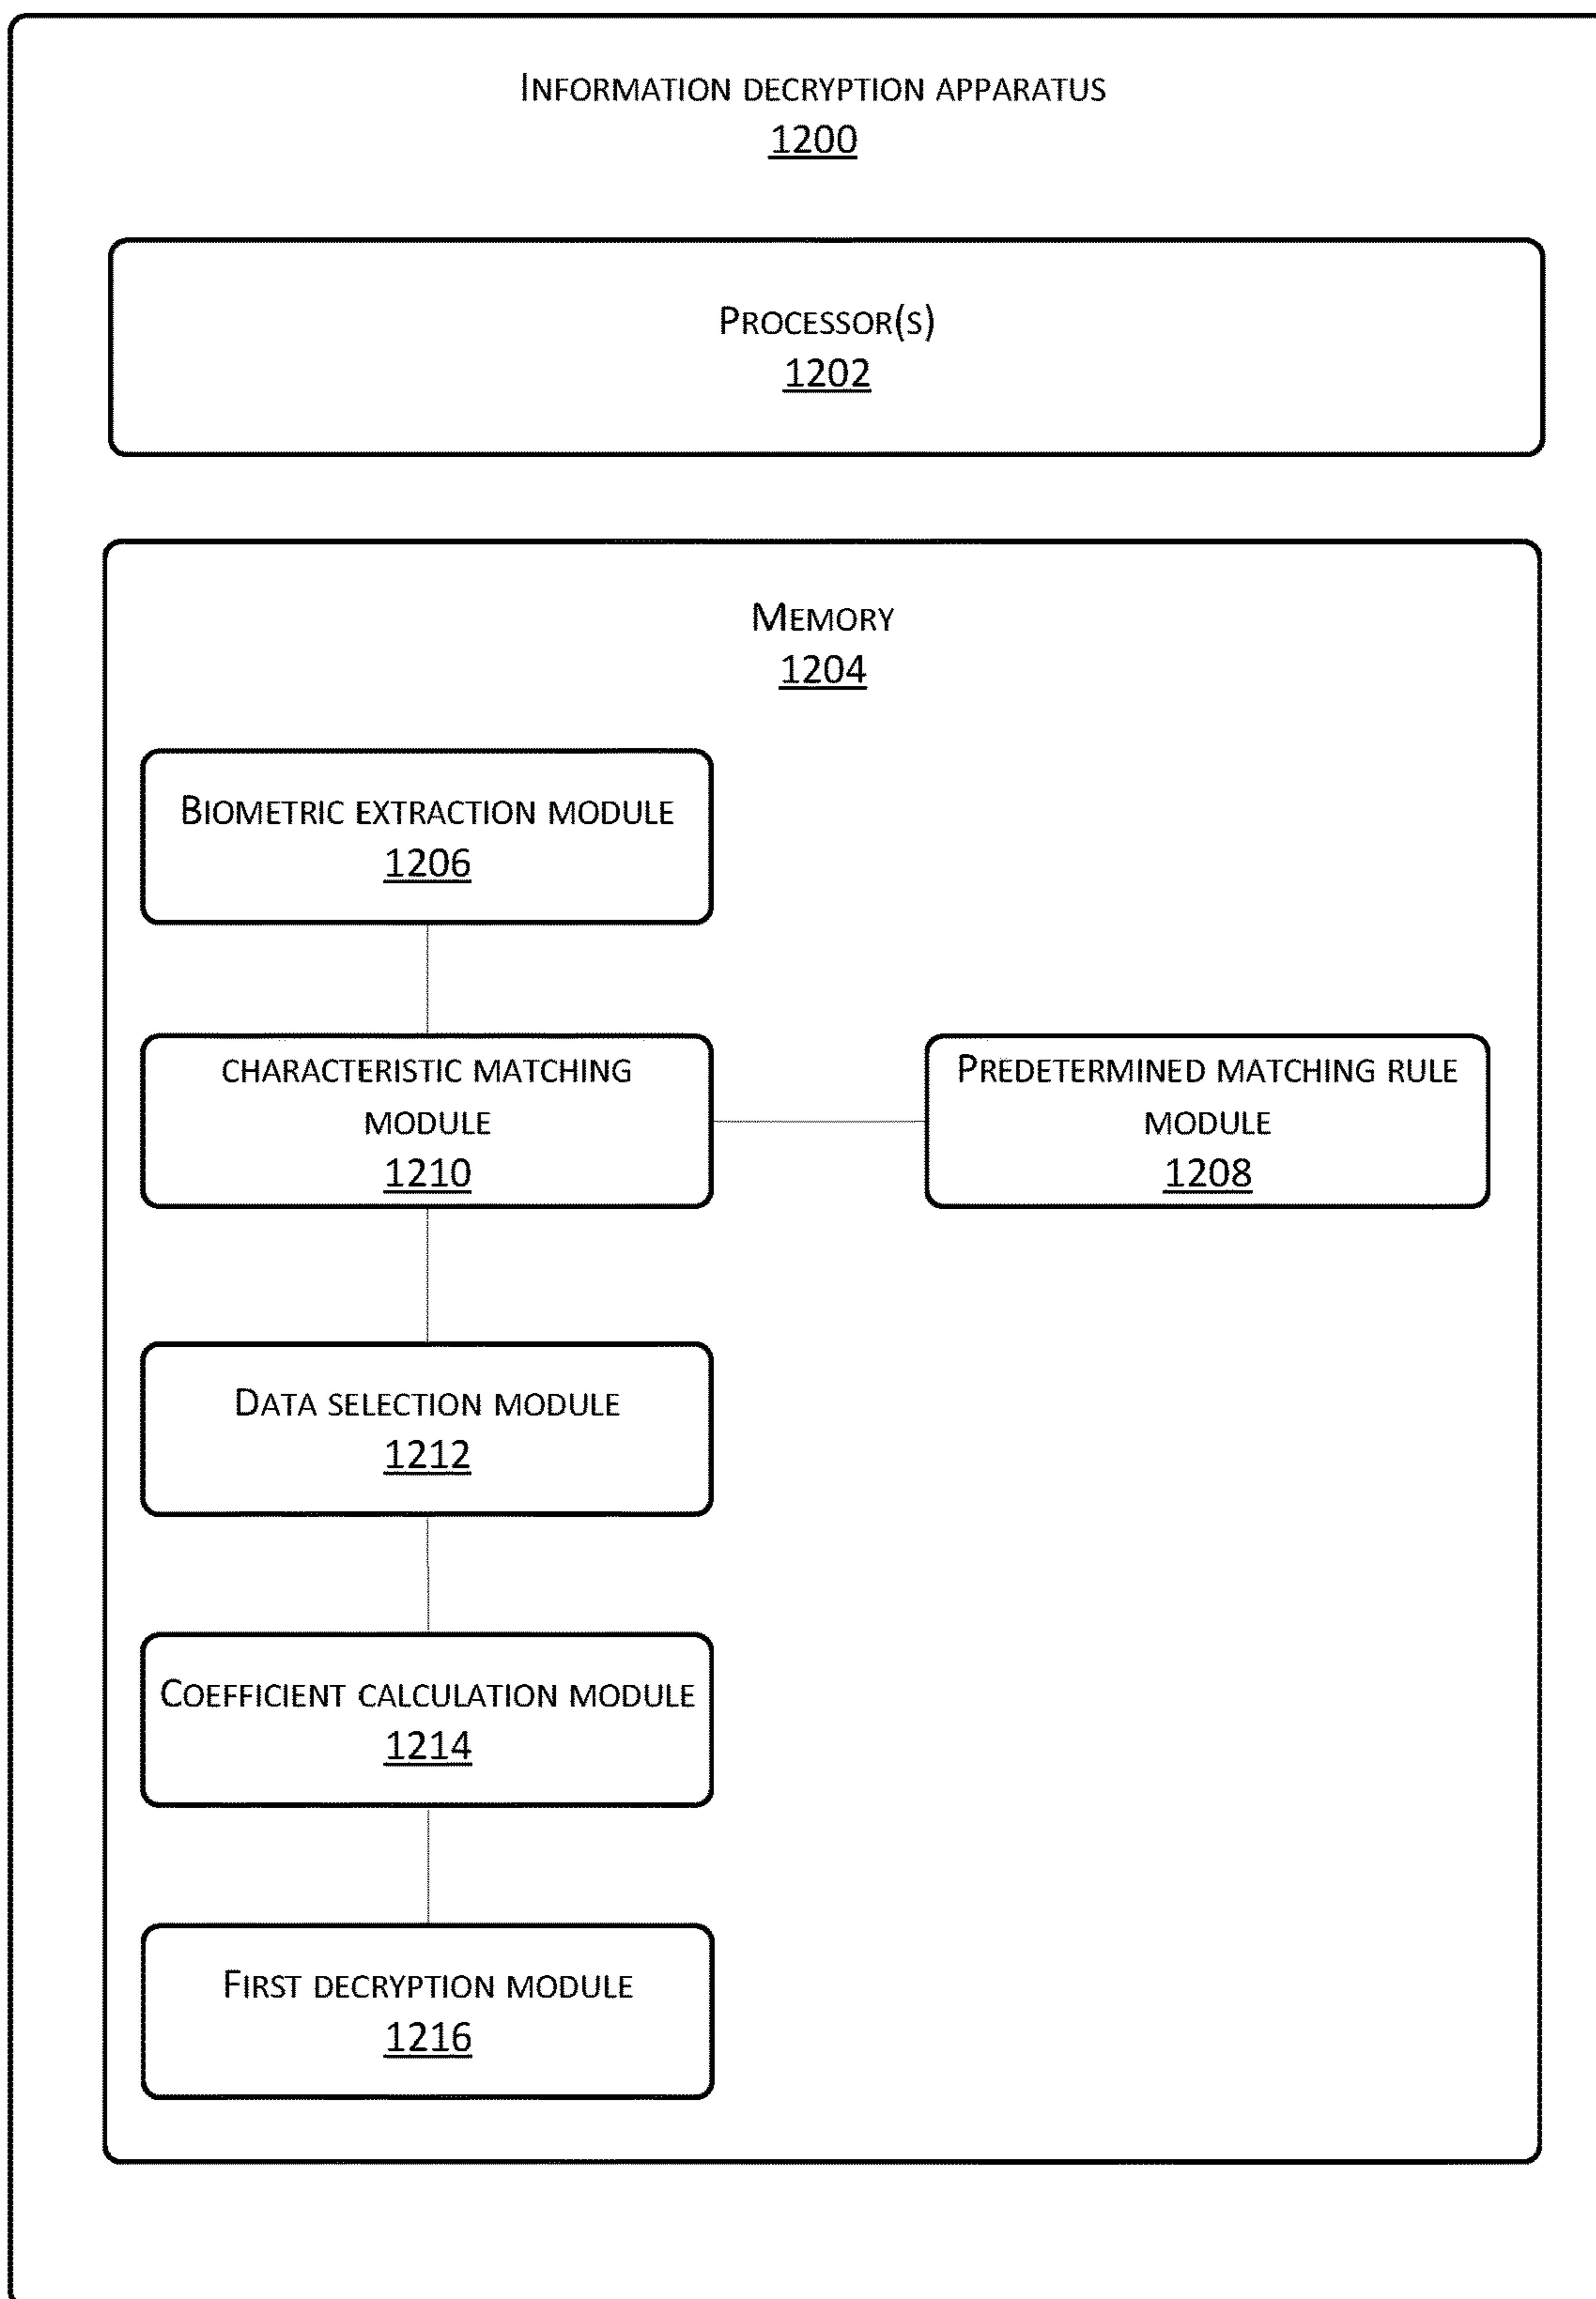 INFORMATION DECRYPTION APPARATUS
1200
PROCESSOR(S)
1202
MEMORY
1204
BIOMETRIC EXTRACTION MODULE
1206
CHARACTERISTIC MATCHING
MODULE
1210
PREDETERMINED MATCHING RULE
MODULE
1208
DATA SELECTION MODULE
1212
COEFFICIENT CALCULATION MODULE
1214
FIRST DECRYPTION MODULE
1216